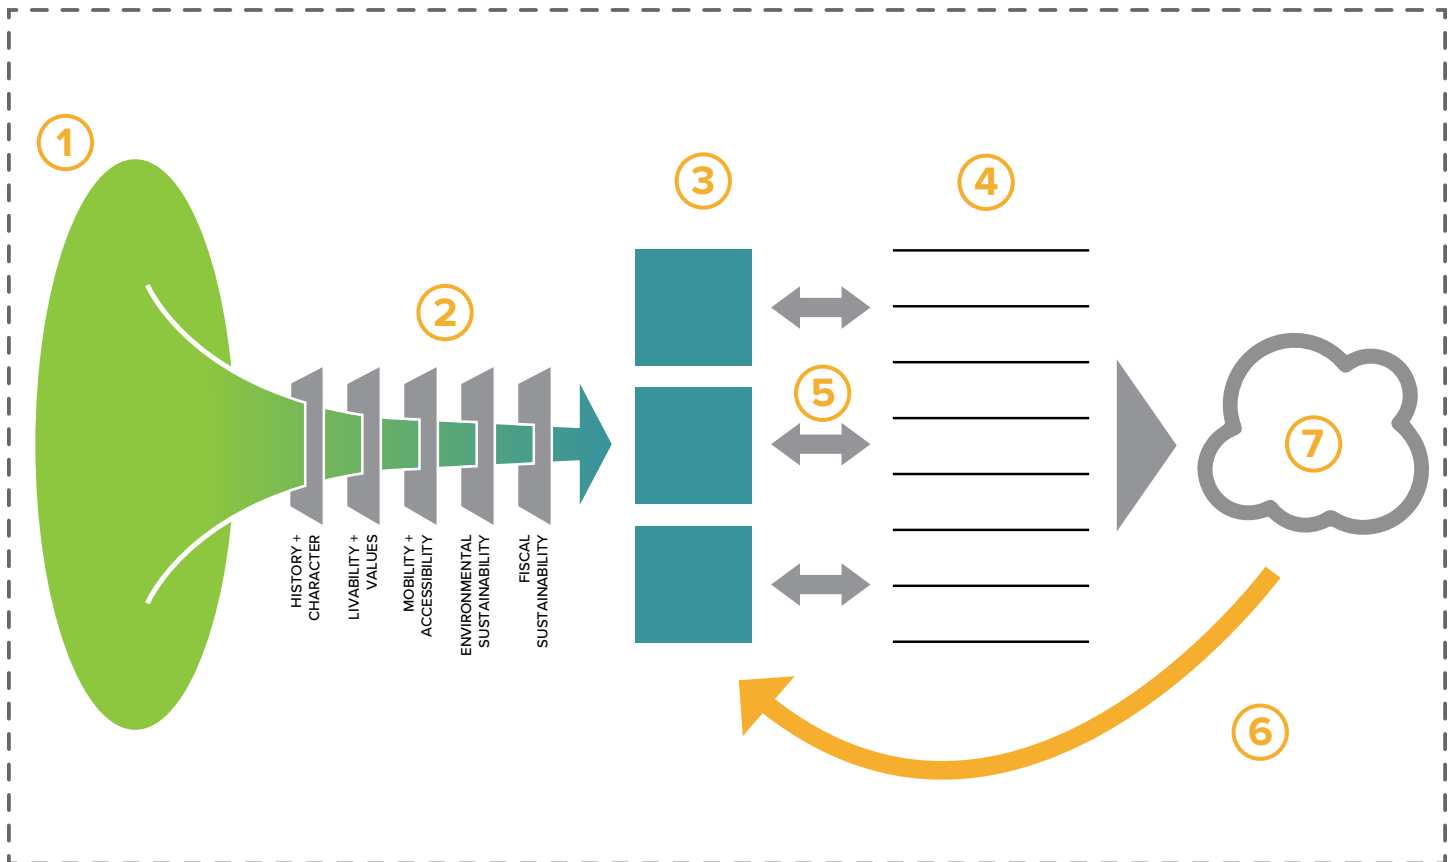 1
2
3
4
5
6
7
HISTORY +
CHARACTER
LIVABILITY +
VALUES
MOBILITY +
ACCESSIBILITY
ENVIRONMENTAL
SUSTAINABILITY
FISCAL
SUSTAINABILITY